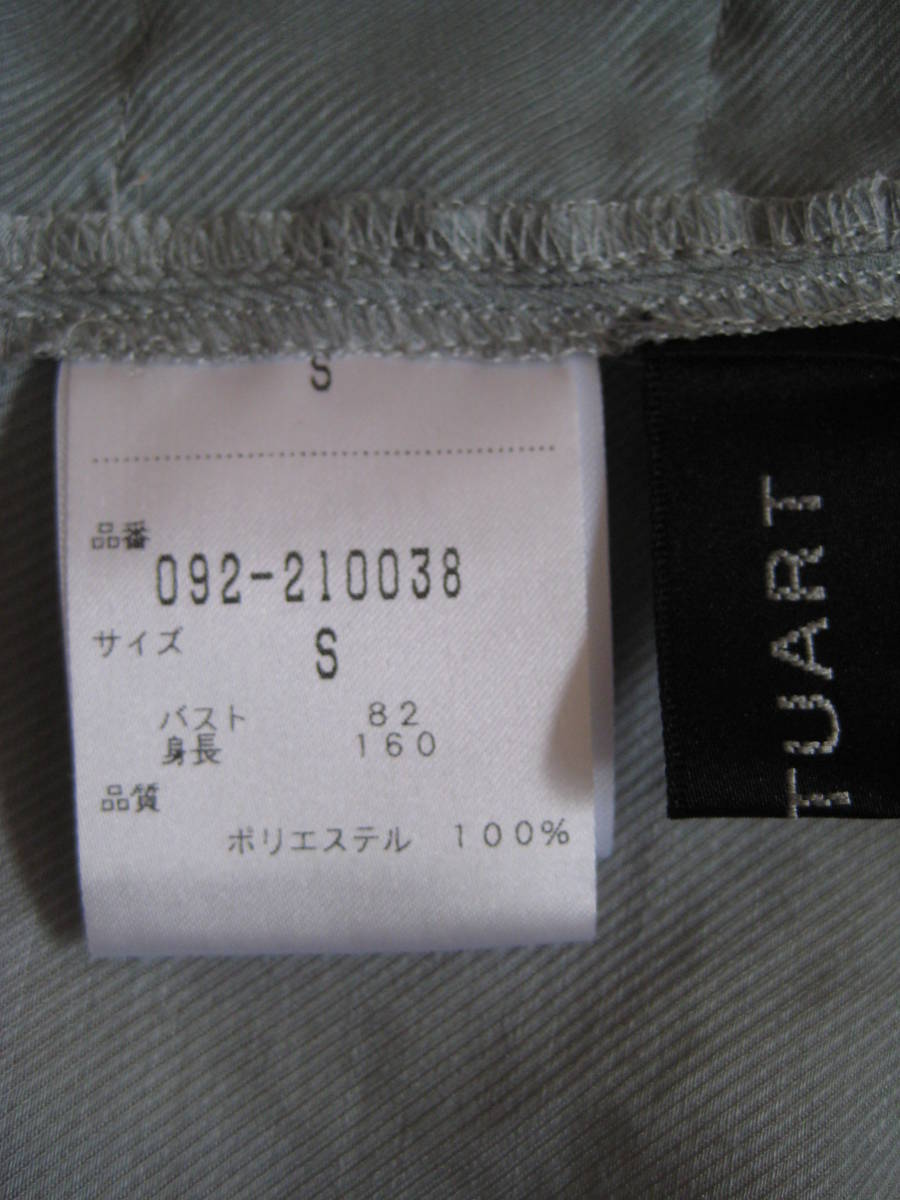 S
品番
092-210038
サイズ S
バスト 82
身長 160
品質
ポリエステル 100%
TUART